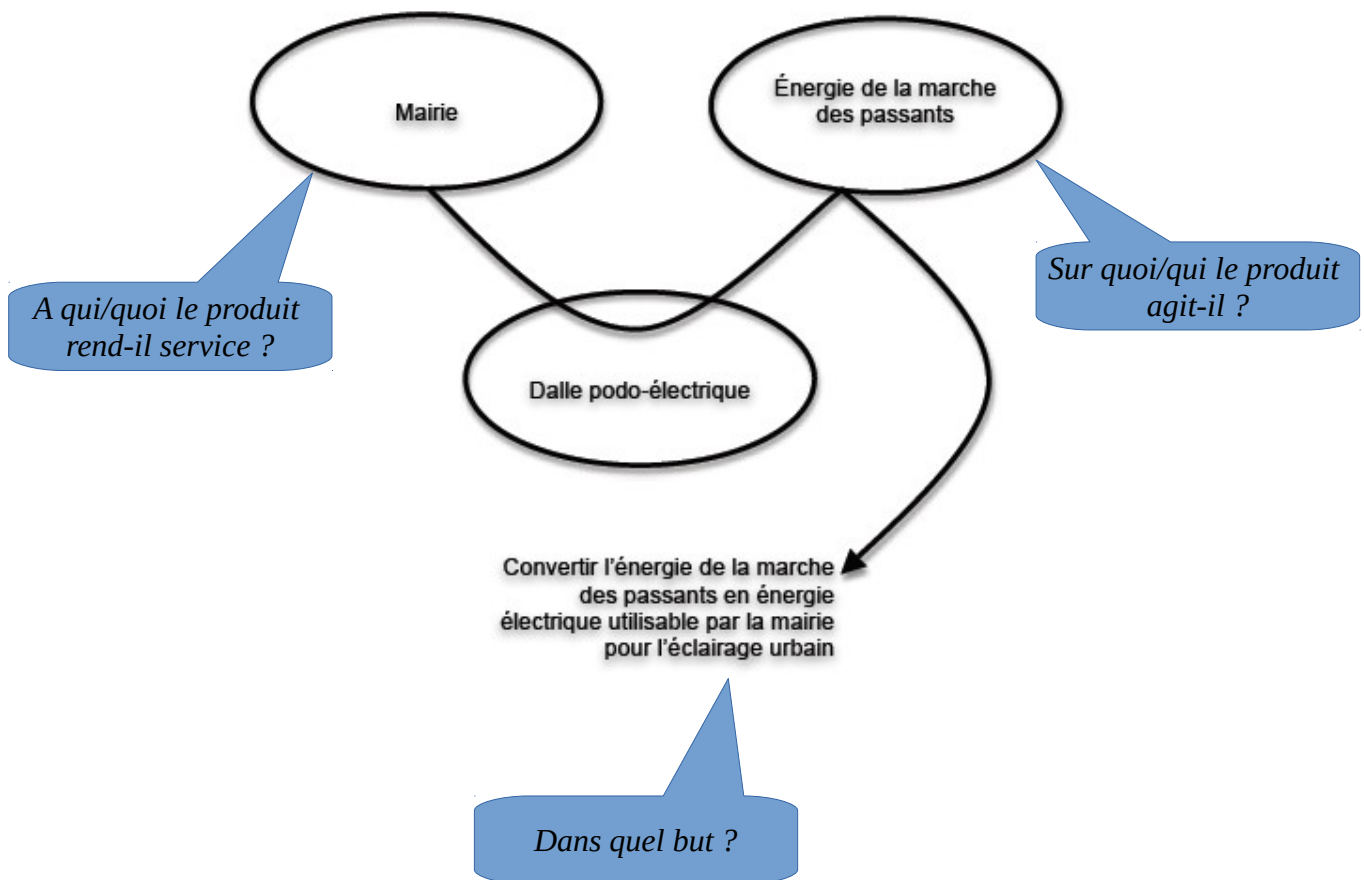 Mairie
Énergie de la marche
des passants
A qui/quoi le produit
rend-il service ?
Sur quoi/qui le produit
agit-il ?
Dalle podo-électrique
Convertir l’énergie de la marche
des passants en énergie
électrique utilisable par la mairie
pour l’éclairage urbain
Dans quel but ?